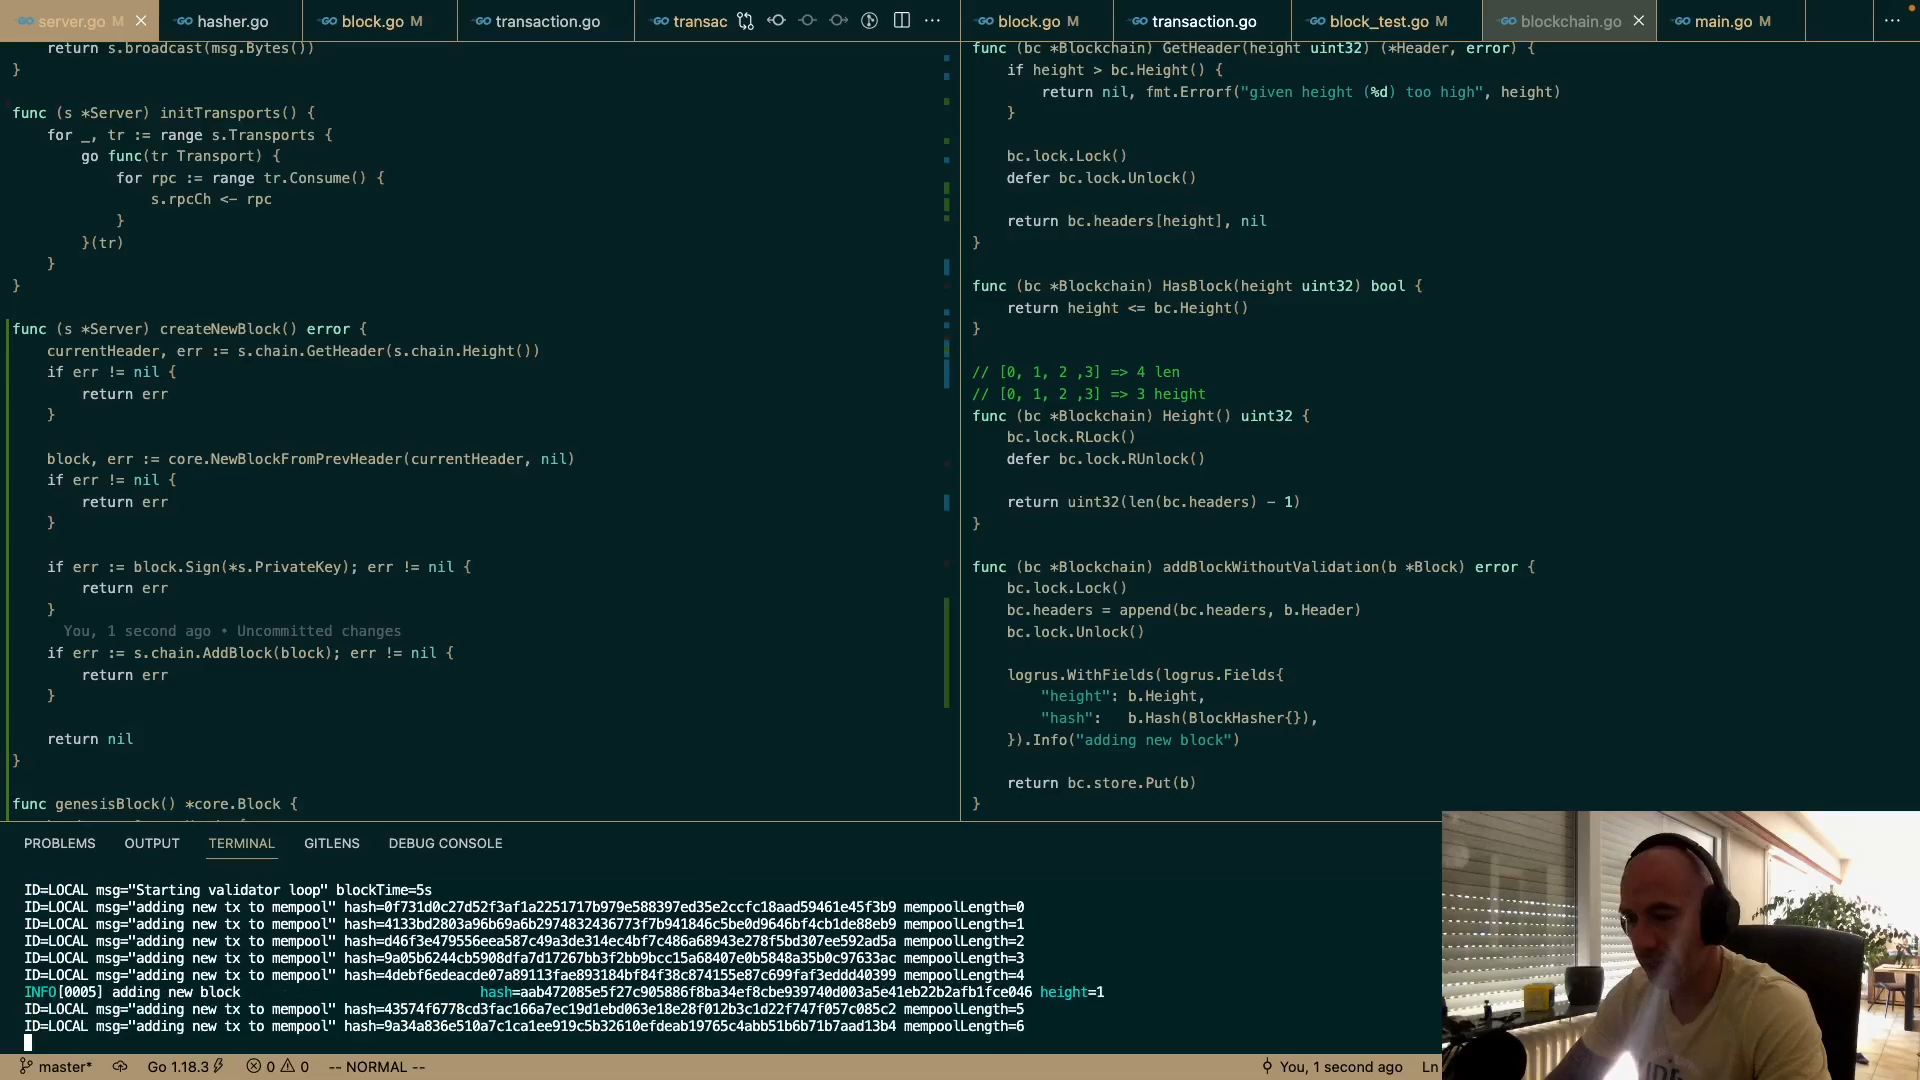 server.go M
hasher.go
block.go M
transaction.go
transac
block.go M
transaction.go
block_test.go M
blockchain.go
main.go M
return s.broadcast(msg.Bytes())
}
func (s *Server) initTransports() {
for _, tr := range s.Transports {
go func(tr Transport) {
for rpc := range tr.Consume() {
s.rpcCh <- rpc
}
}(tr)
}
}
func (s *Server) createNewBlock() error {
currentHeader, err := s.chain.GetHeader(s.chain.Height())
if err != nil {
return err
}
block, err := core.NewBlockFromPrevHeader(currentHeader, nil)
if err != nil {
return err
}
if err := block.Sign(*s.PrivateKey); err != nil {
return err
}
You, 1 second ago • Uncommitted changes
if err := s.chain.AddBlock(block); err != nil {
return err
}
return nil
}
func genesisBlock() *core.Block {
func (bc *Blockchain) GetHeader(height uint32) (*Header, error) {
if height > bc.Height() {
return nil, fmt.Errorf("given height (%d) too high", height)
}
bc.lock.Lock()
defer bc.lock.Unlock()
return bc.headers[height], nil
}
func (bc *Blockchain) HasBlock(height uint32) bool {
return height <= bc.Height()
}
// [0, 1, 2 ,3] => 4 len
// [0, 1, 2 ,3] => 3 height
func (bc *Blockchain) Height() uint32 {
bc.lock.RLock()
defer bc.lock.RUnlock()
return uint32(len(bc.headers) - 1)
}
func (bc *Blockchain) addBlockWithoutValidation(b *Block) error {
bc.lock.Lock()
bc.headers = append(bc.headers, b.Header)
bc.lock.Unlock()
logrus.WithFields(logrus.Fields{
"height": b.Height,
"hash": b.Hash(BlockHasher{}),
}).Info("adding new block")
return bc.store.Put(b)
}
PROBLEMS OUTPUT TERMINAL GITLENS DEBUG CONSOLE
ID=LOCAL msg="Starting validator loop" blockTime=5s
ID=LOCAL msg="adding new tx to mempool" hash=0f731d0c27d52f3af1a2251717b979e588397ed35e2ccfc18aad59461e45f3b9 mempoolLength=0
ID=LOCAL msg="adding new tx to mempool" hash=4133bd2803a96b69a6b2974832436773f7b941846c5be0d9646bf4cb1de88eb9 mempoolLength=1
ID=LOCAL msg="adding new tx to mempool" hash=d46f3e479556eea587c49a3de314ec4bf7c486a68943e278f5bd307ee592ad5a mempoolLength=2
ID=LOCAL msg="adding new tx to mempool" hash=9a05b6244cb5908dfa7d17267bb3f2bb9bcc15a68407e0b5848a35b0c97633ac mempoolLength=3
ID=LOCAL msg="adding new tx to mempool" hash=4debf6edeacde07a89113fae893184bf84f38c874155e87c699faf3eddd40399 mempoolLength=4
INFO[0005] adding new block hash=aab472085e5f27c905886f8ba34ef8cbe939740d003a5e41eb22b2afb1fce046 height=1
ID=LOCAL msg="adding new tx to mempool" hash=43574f6778cd3fac166a7ec19d1ebd063e18e28f012b3c1d22f747f057c085c2 mempoolLength=5
ID=LOCAL msg="adding new tx to mempool" hash=9a34a836e510a7c1ca1ee919c5b32610efdeab19765c4abb51b6b71b7aad13b4 mempoolLength=6
master* Go 1.18.3 0 0 -- NORMAL -- You, 1 second ago Ln